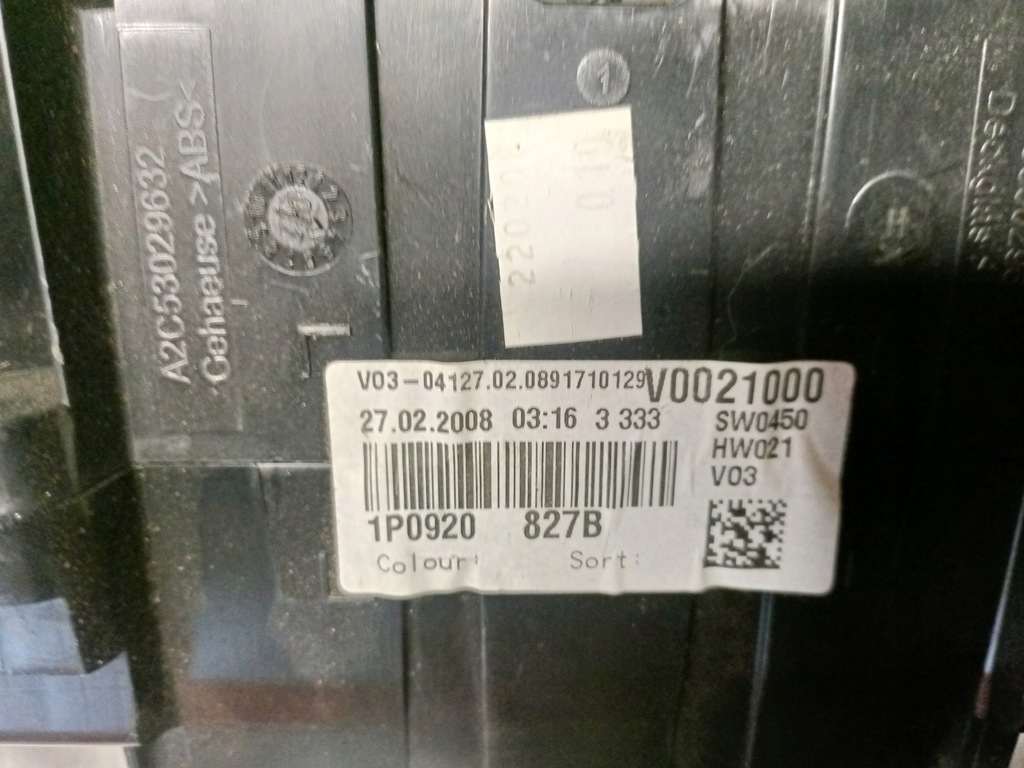 A2C53029632
Gehaeuse >ABS<
1
V03-04127.02.0891710129
V0021000
27.02.2008 03:16 3 333
SW0450
HW021
V03
1P0920 827B
Colour: Sort: